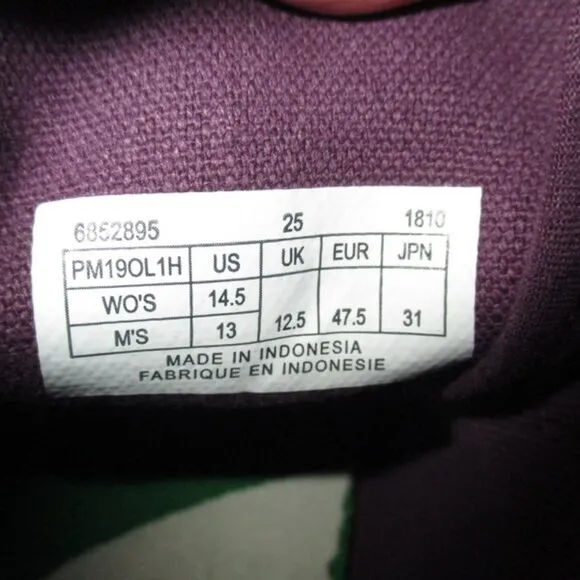 6852895 25 1810
PM19OL1H US UK EUR JPN
WO'S 14.5
M'S 13 12.5 47.5 31
MADE IN INDONESIA
FABRIQUE EN INDONESIE